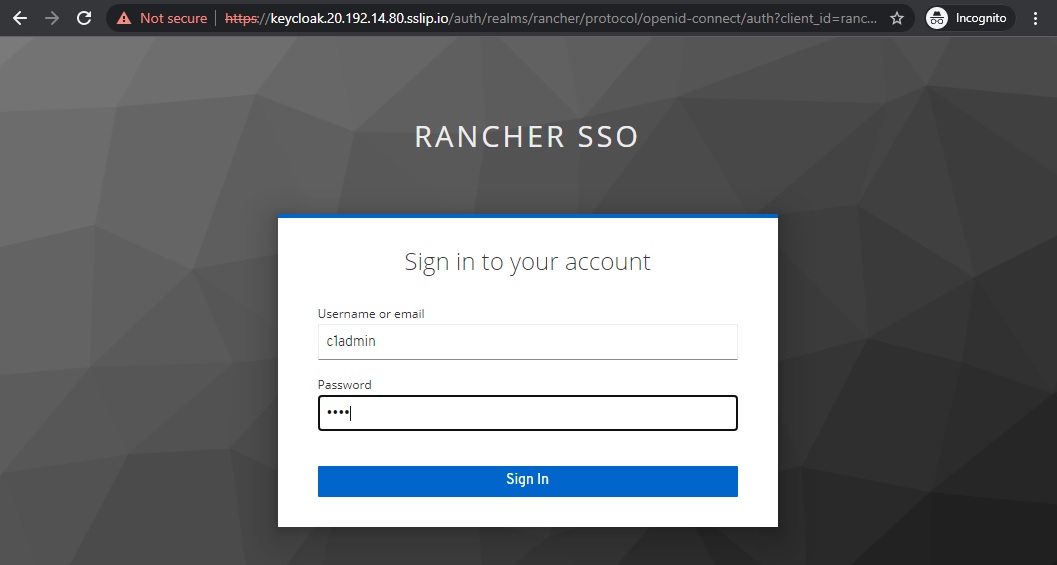 Not secure | https://keycloak.20.192.14.80.sslip.io/auth/realms/rancher/protocol/openid-connect/auth?client_id=ranc... Incognito
RANCHER SSO
Sign in to your account
Username or email
c1admin
Password
••••
Sign In